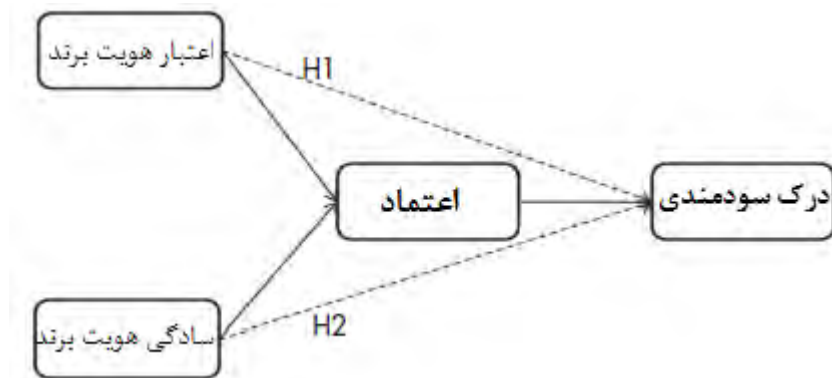 اعتبار هویت برند
H1
اعتماد
درک سودمندی
H2
سادگی هویت برند